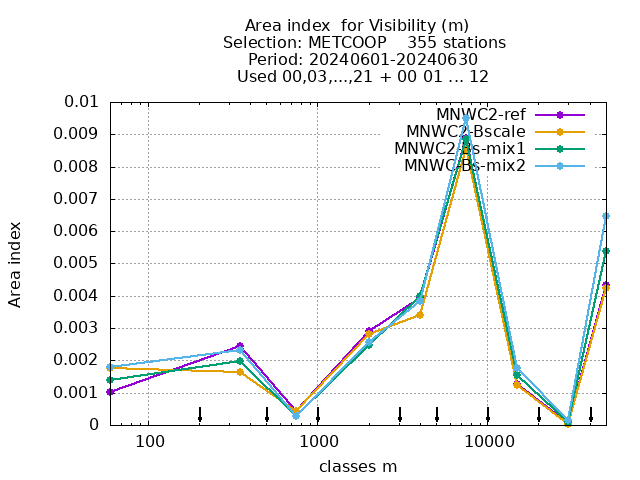 Area index  for Visibility (m)
Selection: METCOOP    355 stations
Period: 20240601-20240630
Used 00,03,...,21 + 00 01 ... 12
MNWC2-ref
MNWC2-Bscale
MNWC2-Bs-mix1
MNWC-Bs-mix2
0.01
0.009
0.008
0.007
0.006
0.005
0.004
0.003
0.002
0.001
0
Area index
100
1000
10000
classes m